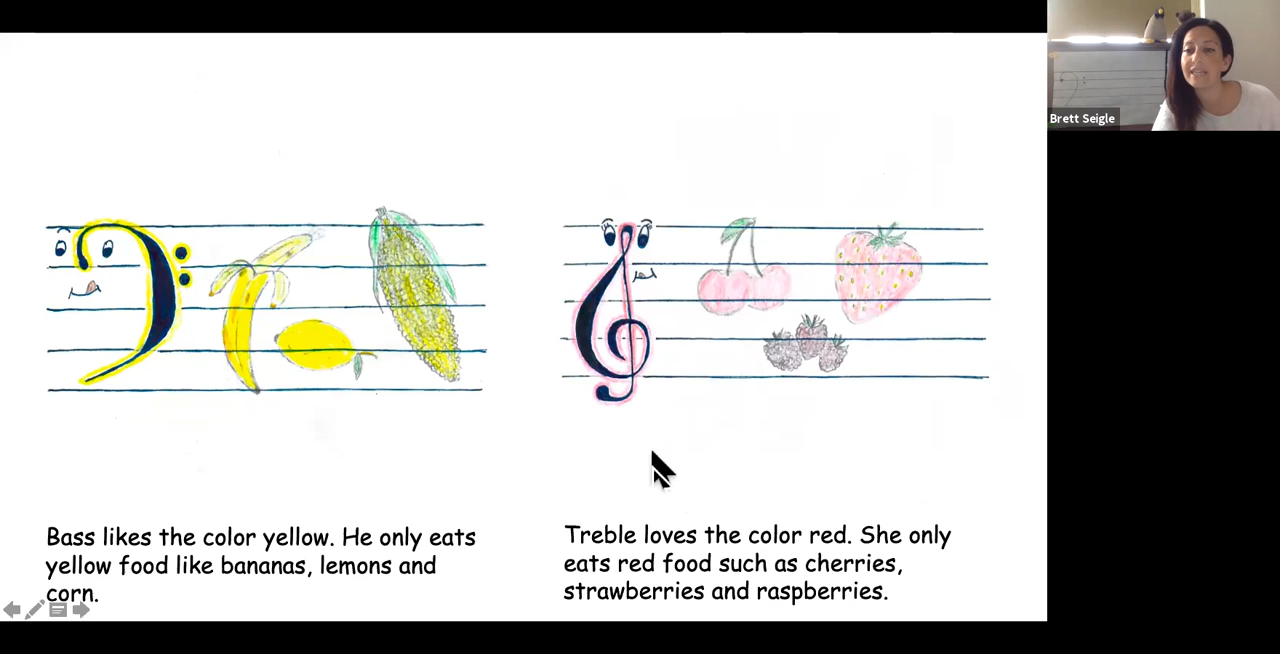 Brett Seigle
Bass likes the color yellow. He only eats
yellow food like bananas, lemons and
corn.
Treble loves the color red. She only
eats red food such as cherries,
strawberries and raspberries.